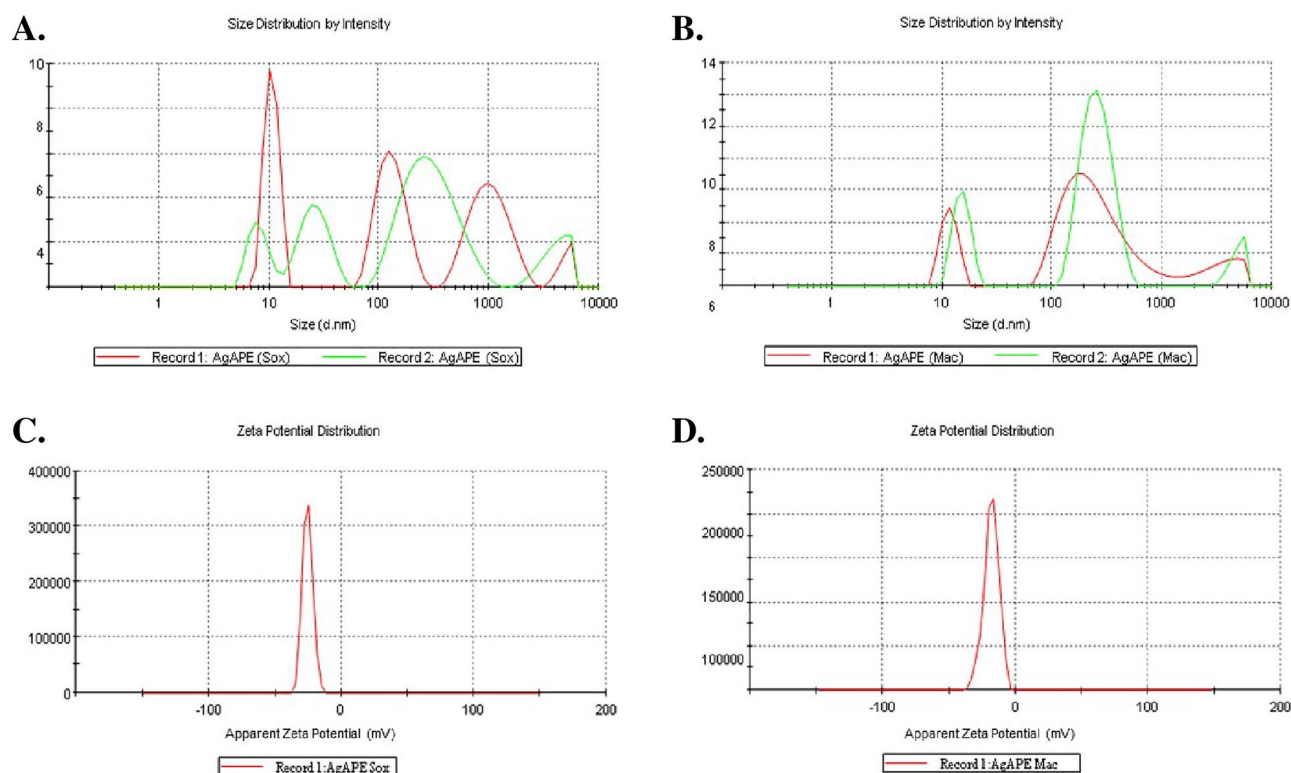 A.
Size Distribution by Intensity
10
8
6
4
1
10
100
1000
10000
Size (d.nm)
Record 1: AgAPE (Sox)
Record 2: AgAPE (Sox)
B.
Size Distribution by Intensity
14
13
10
8
6
1
10
100
1000
10000
Size (d.nm)
Record 1: AgAPE (Mac)
Record 2: AgAPE (Mac)
C.
Zeta Potential Distribution
400000
300000
200000
100000
0
-100
0
100
200
Apparent Zeta Potential (mV)
Record 1:AgAPE Sox
D.
Zeta Potential Distribution
250000
200000
150000
100000
-100
0
100
200
Apparent Zeta Potential (mV)
Record 1:AgAPE Mac